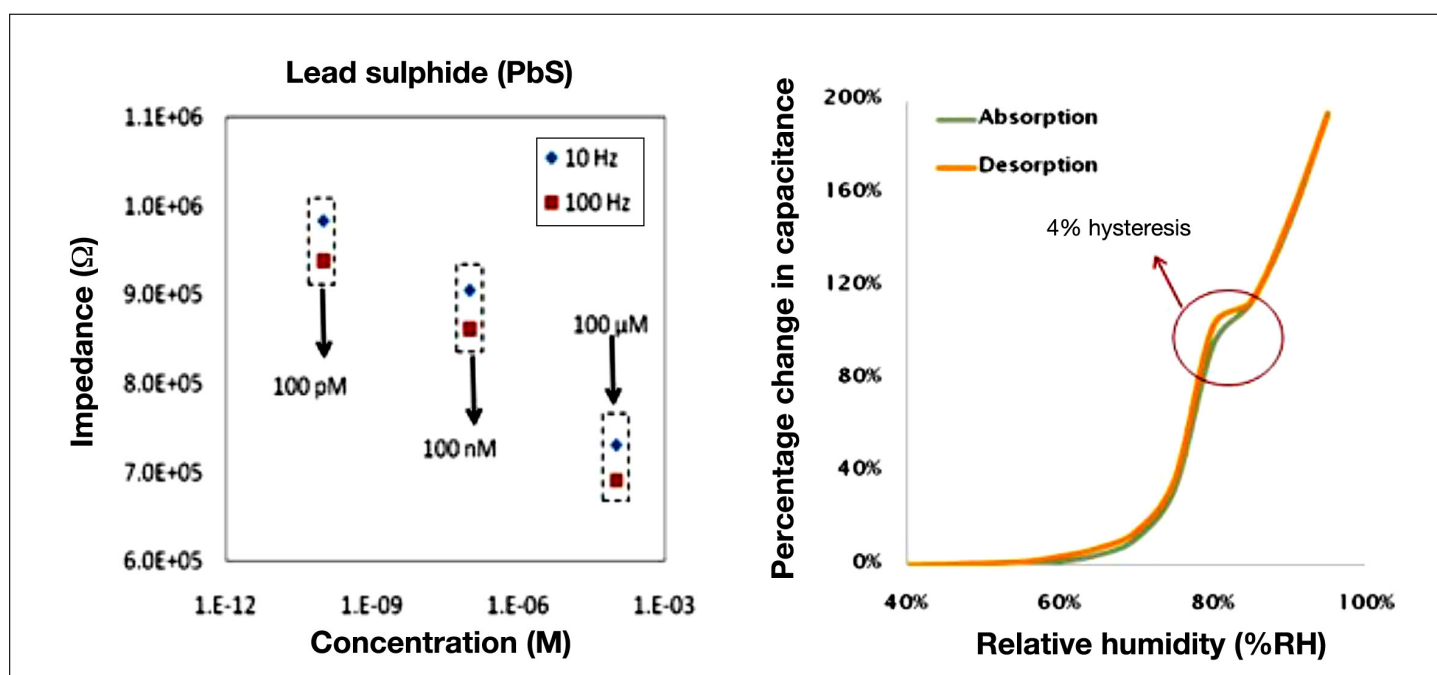 Lead sulphide (PbS)
1.1E+06
1.0E+06
9.0E+05
8.0E+05
7.0E+05
6.0E+05
Impedance (Ω)
10 Hz
100 Hz
100 pM
100 nM
100 µM
1.E-12
1.E-09
1.E-06
1.E-03
Concentration (M)
Percentage change in capacitance
200%
160%
120%
80%
40%
0%
Absorption
Desorption
4% hysteresis
40%
60%
80%
100%
Relative humidity (%RH)